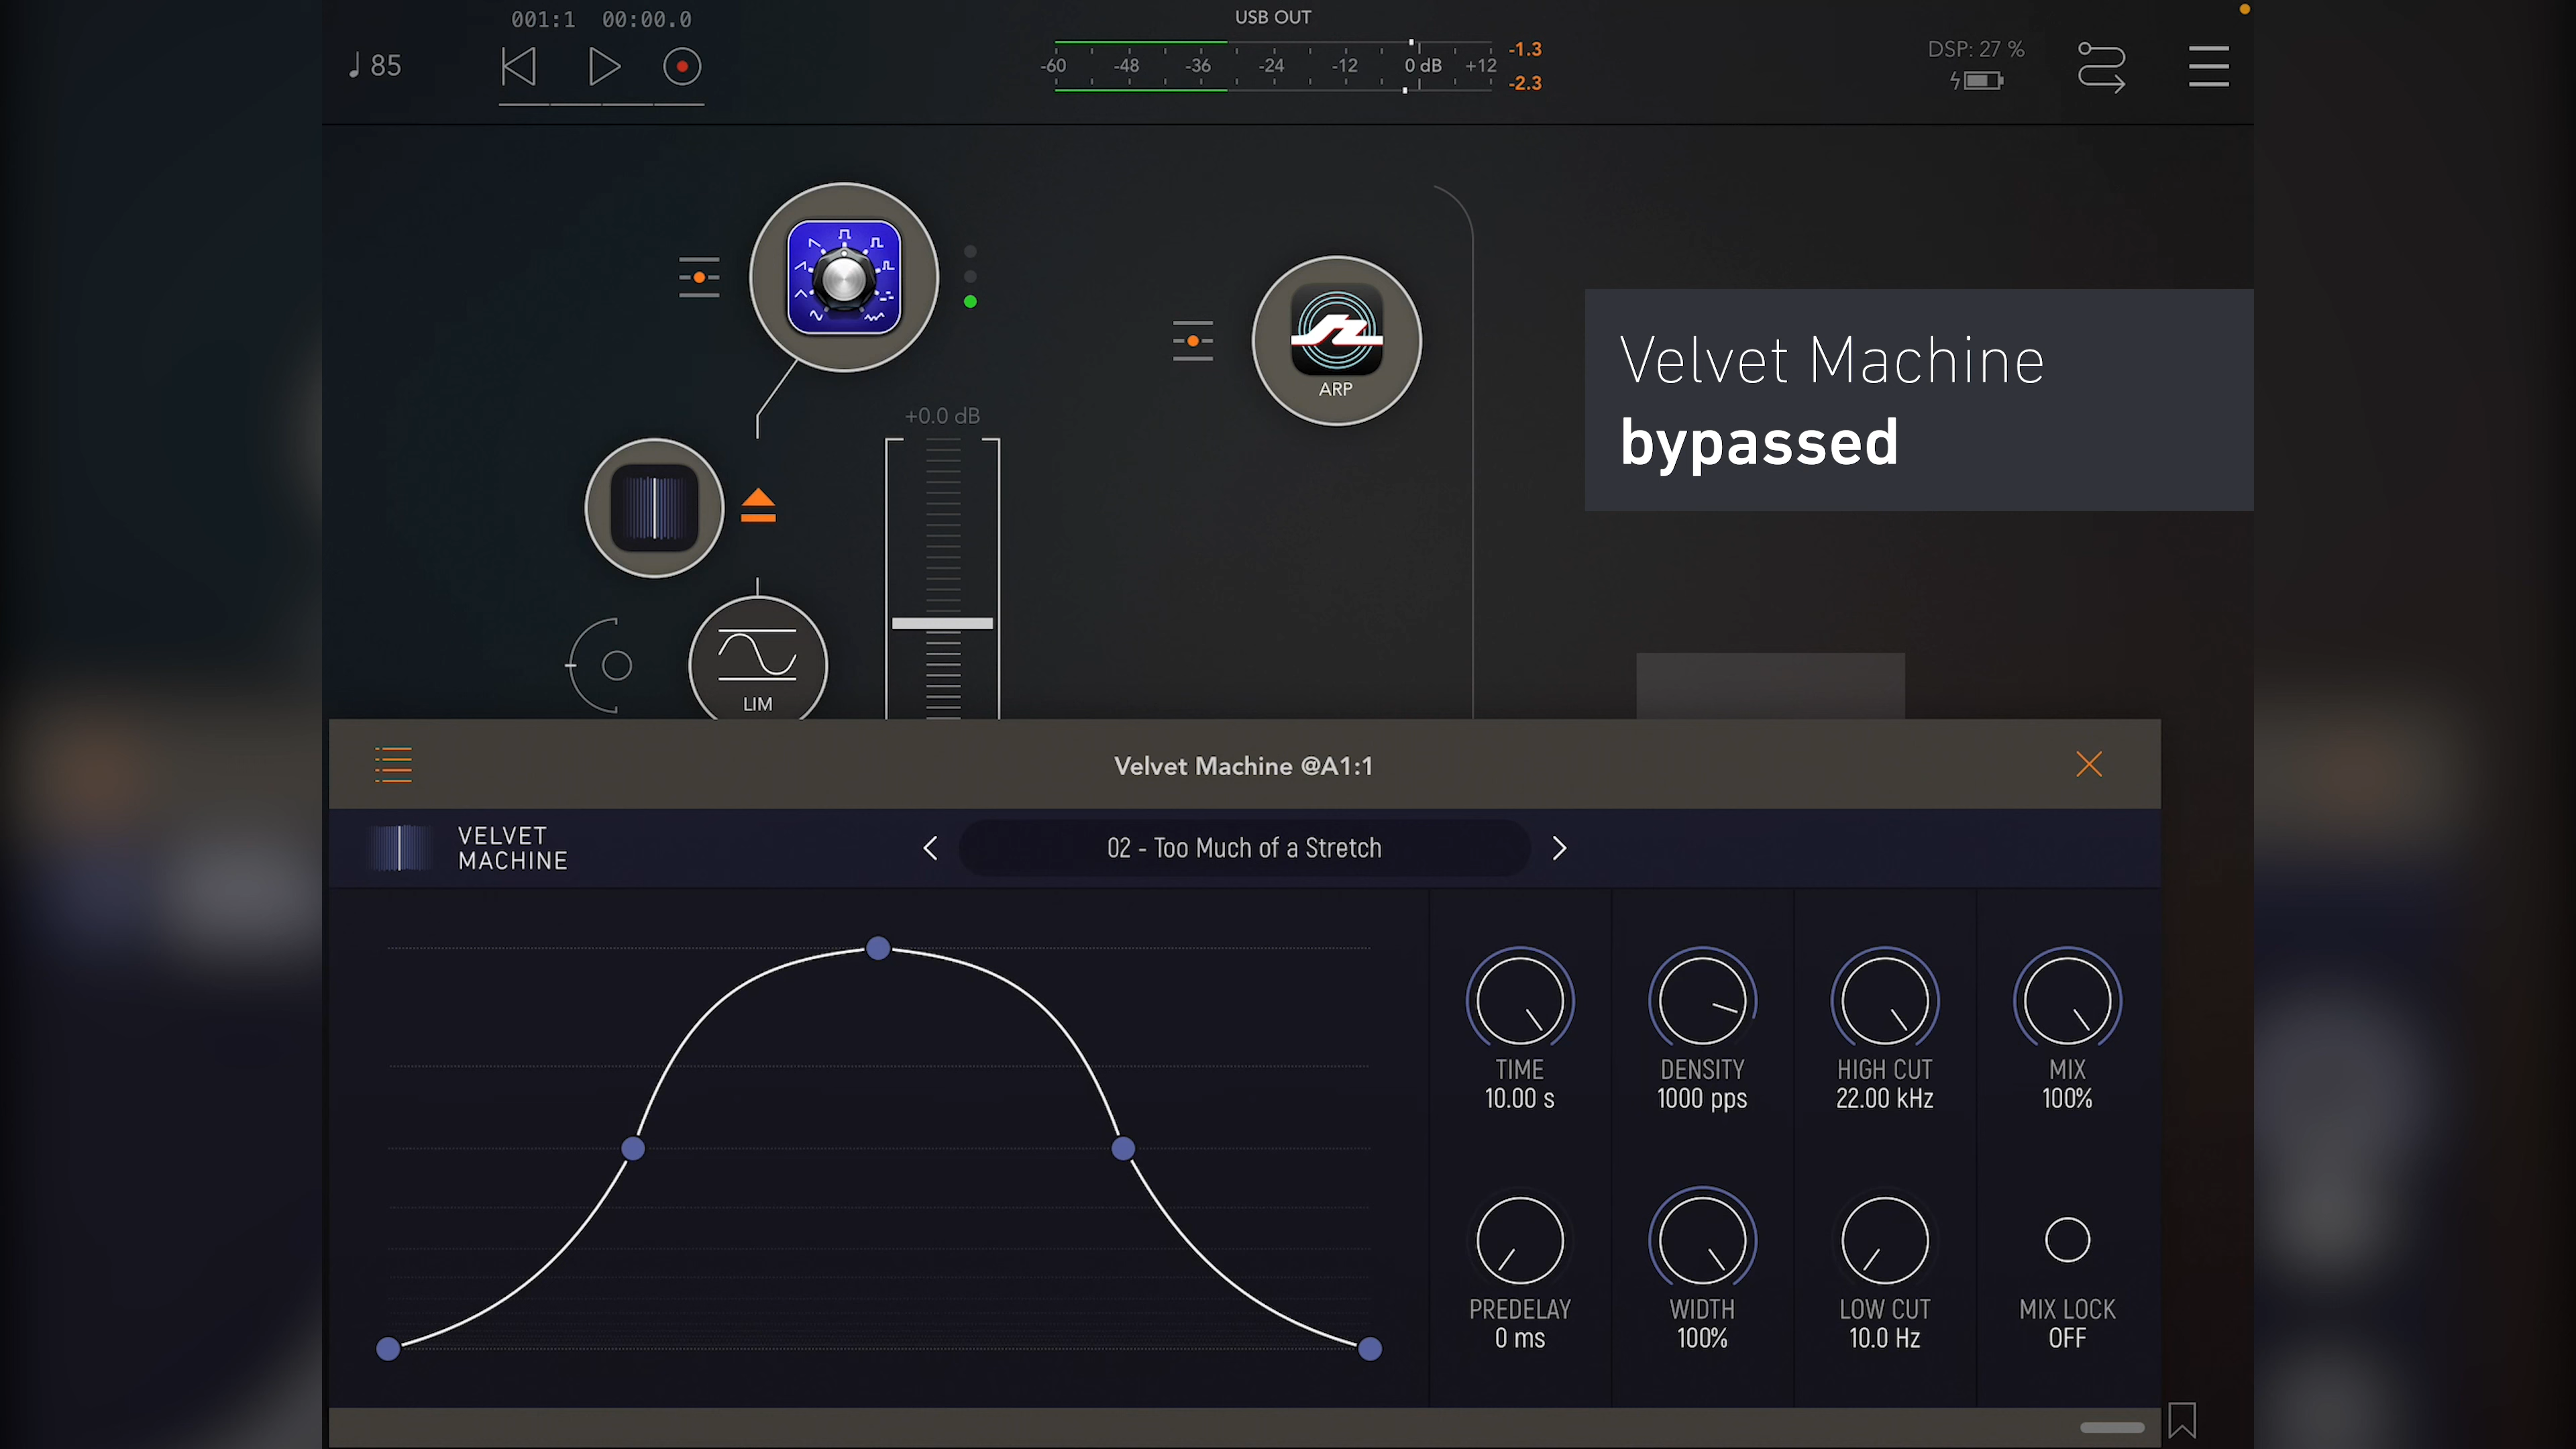 001:1 00:00.0
85
USB OUT
-60 -48 -36 -24 -12 0 dB +12
-1.3
-2.3
DSP: 27 %
ARP
Velvet Machine
bypassed
+0.0 dB
LIM
Velvet Machine @A1:1
VELVET
MACHINE
02 - Too Much of a Stretch
TIME
10.00 s
DENSITY
1000 pps
HIGH CUT
22.00 kHz
MIX
100%
PREDELAY
0 ms
WIDTH
100%
LOW CUT
10.0 Hz
MIX LOCK
OFF